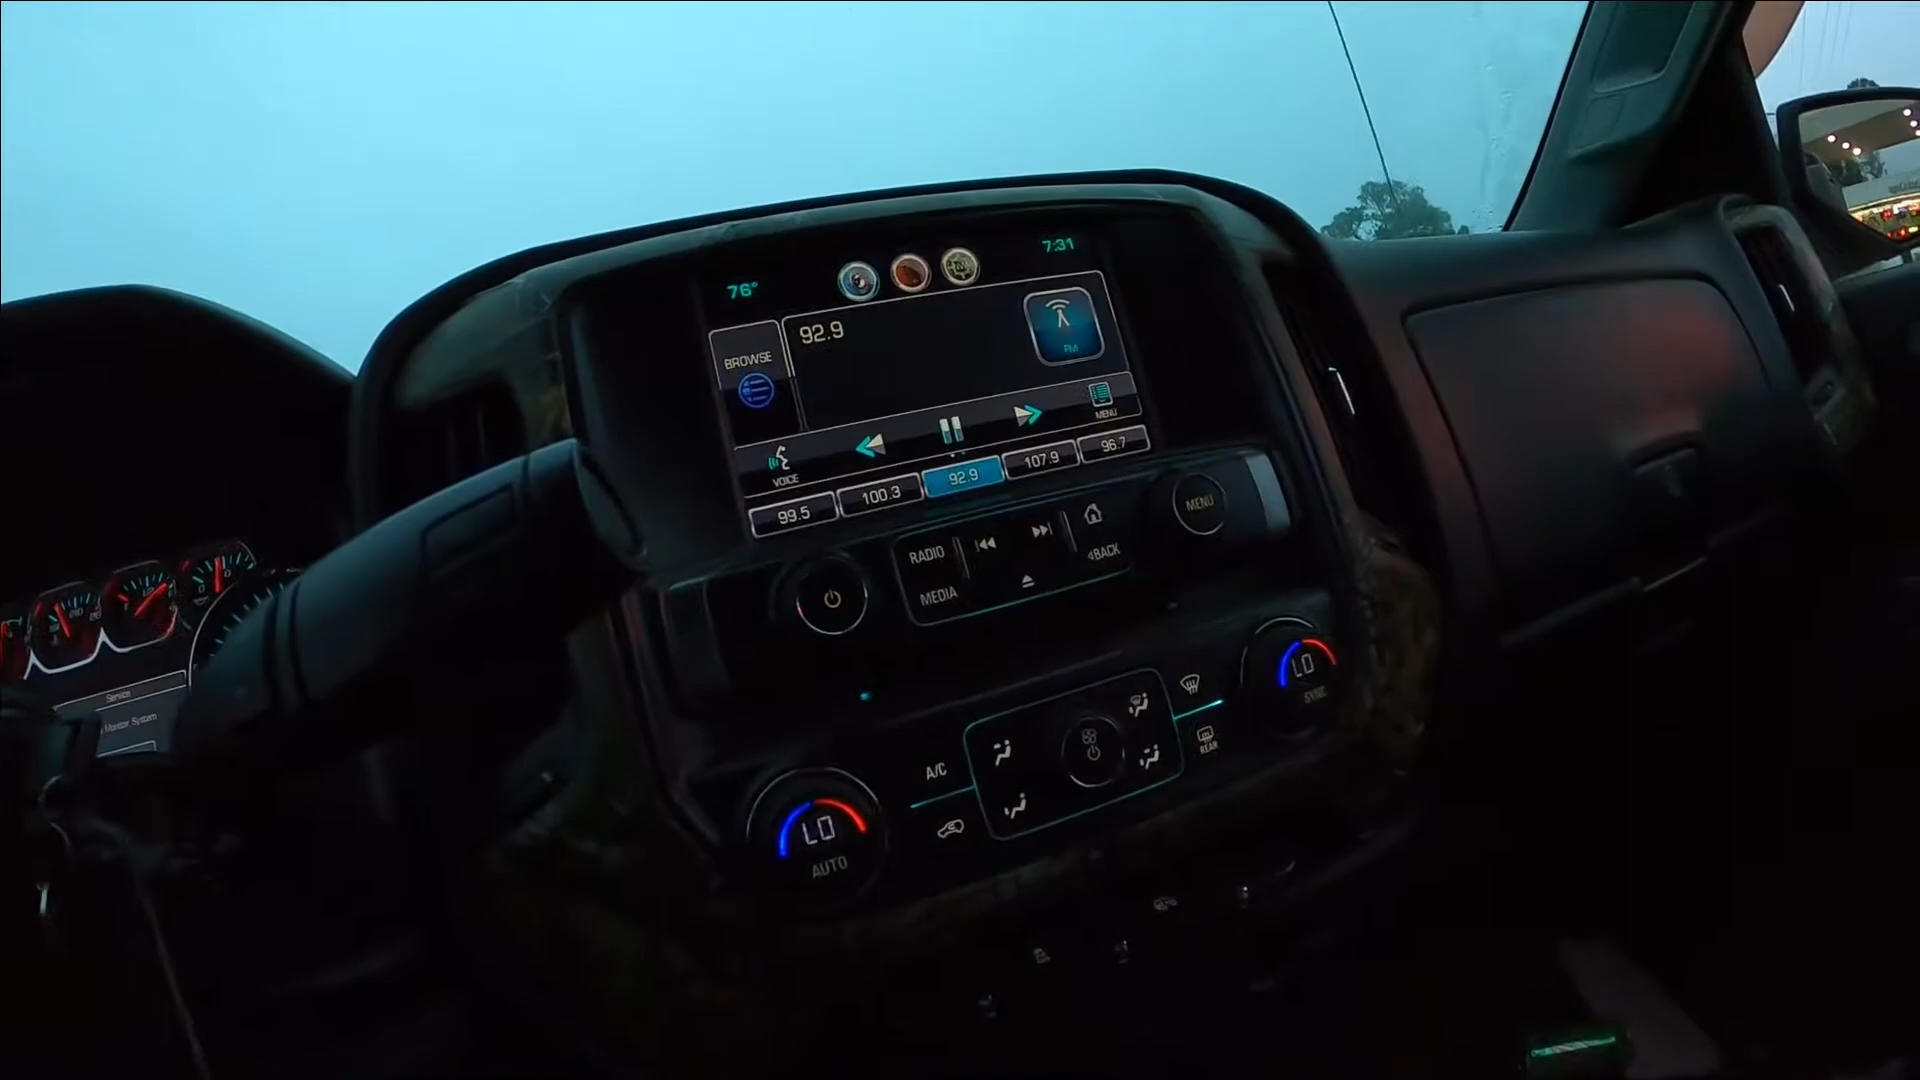 76°
7:31
92.9
FM
BROWSE
MENU
VOICE
99.5
100.3
92.9
107.9
96.7
RADIO
MEDIA
BACK
MENU
LO
SYNC
A/C
REAR
LO
AUTO
Service
Monitor System